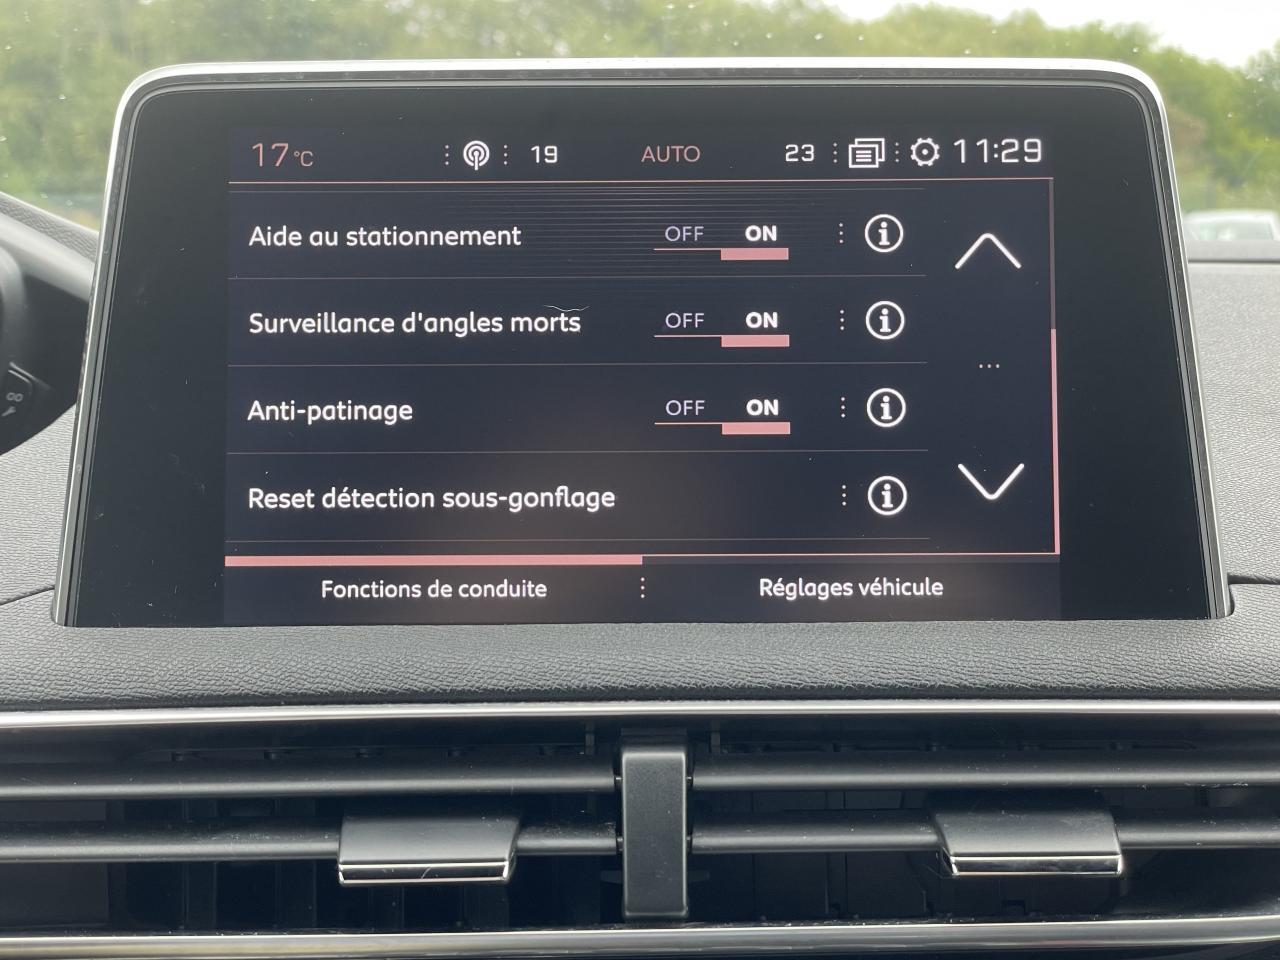 17°C 19 AUTO 23 11:29
Aide au stationnement OFF ON
Surveillance d'angles morts OFF ON
Anti-patinage OFF ON
Reset détection sous-gonflage
Fonctions de conduite Réglages véhicule